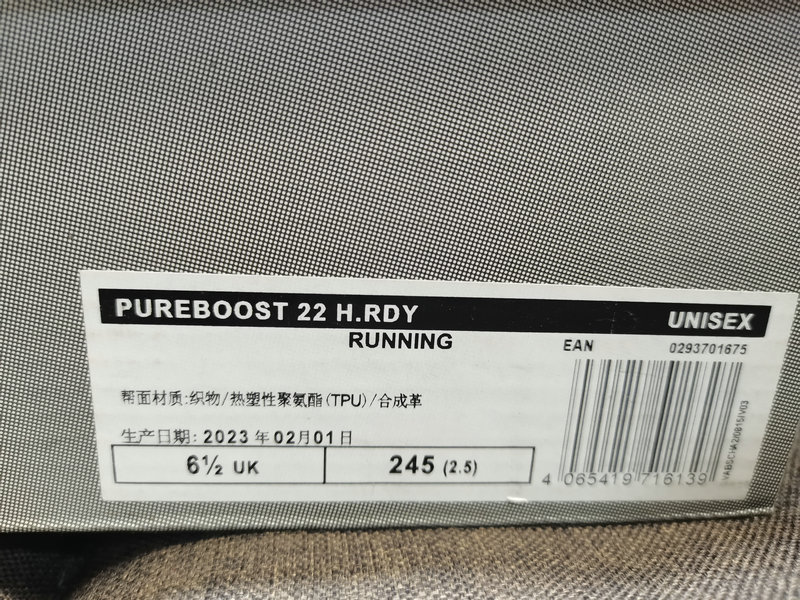 PUREBOOST 22 H.RDY
UNISEX
RUNNING
EAN 0293701675
帮面材质:织物/热塑性聚氨酯(TPU)/合成革
生产日期: 2023 年 02月 01 日
6½ UK
245 (2.5)
4 065419 716139